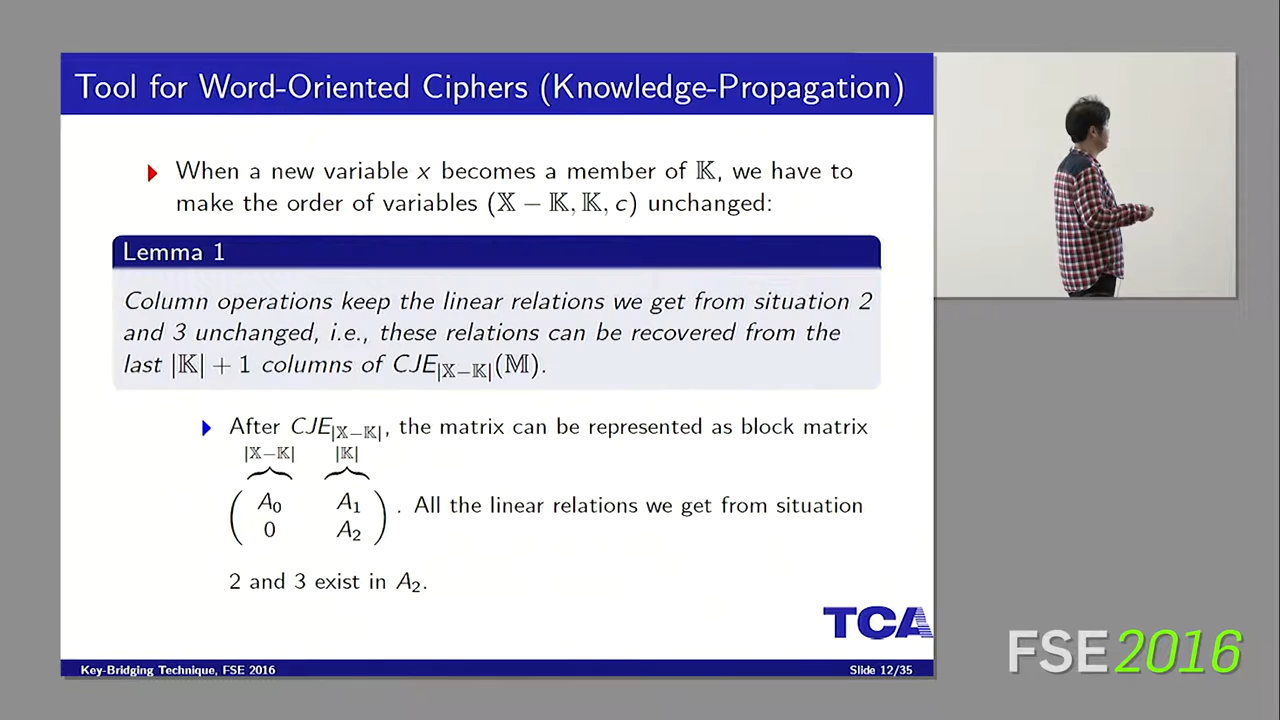 Tool for Word-Oriented Ciphers (Knowledge-Propagation)
When a new variable x becomes a member of 𝕂, we have to
make the order of variables (𝕏 − 𝕂, 𝕂, c) unchanged:
Lemma 1
Column operations keep the linear relations we get from situation 2
and 3 unchanged, i.e., these relations can be recovered from the
last |𝕂| + 1 columns of CJE|𝕏−𝕂|(𝕄).
After CJE|𝕏−𝕂|, the matrix can be represented as block matrix
|𝕏−𝕂| |𝕂|
( A0 A1
0 A2 ) . All the linear relations we get from situation
2 and 3 exist in A2.
TCA
Key-Bridging Technique, FSE 2016
Slide 12/35
FSE 2016